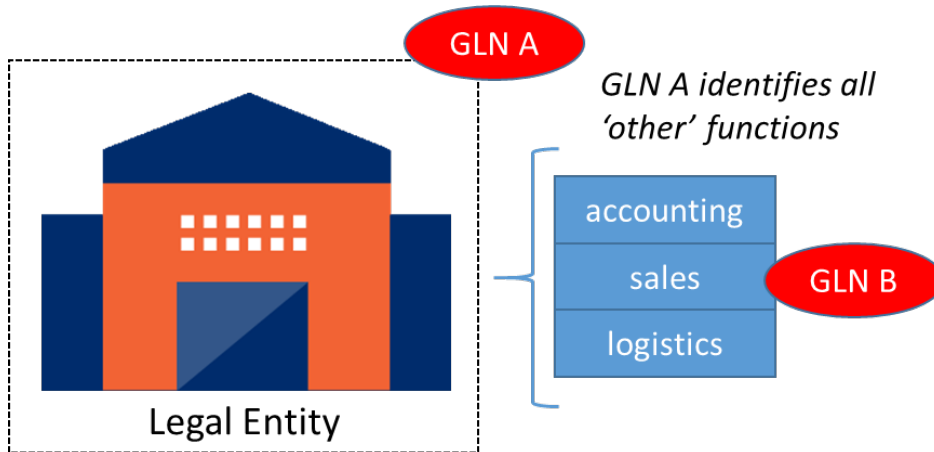 GLN A
GLN A identifies all
‘other’ functions
accounting
sales
GLN B
logistics
Legal Entity